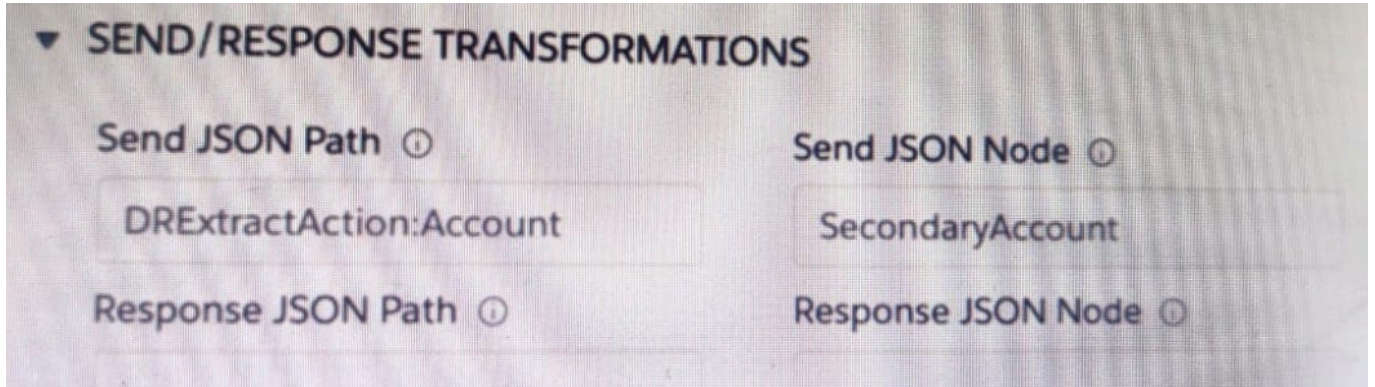 SEND/RESPONSE TRANSFORMATIONS
Send JSON Path
Send JSON Node
DRExtractAction:Account
SecondaryAccount
Response JSON Path
Response JSON Node